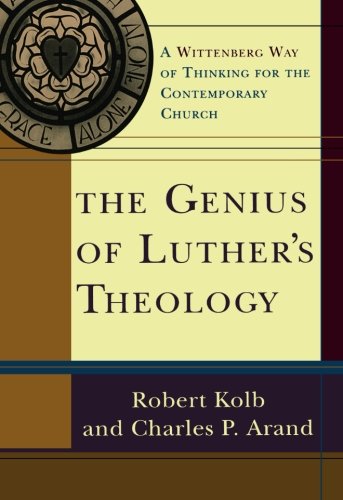 GRACE ALONE
ALONE
A WITTENBERG WAY
OF THINKING FOR THE
CONTEMPORARY
CHURCH
THE GENIUS
OF LUTHER'S
THEOLOGY
Robert Kolb
and Charles P. Arand